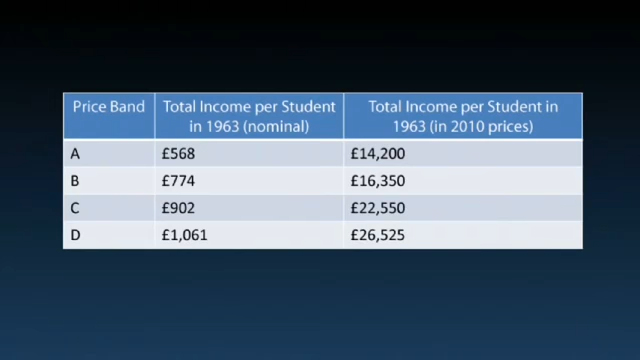 Price Band | Total Income per Student in 1963 (nominal) | Total Income per Student in 1963 (in 2010 prices)
A | £568 | £14,200
B | £774 | £16,350
C | £902 | £22,550
D | £1,061 | £26,525